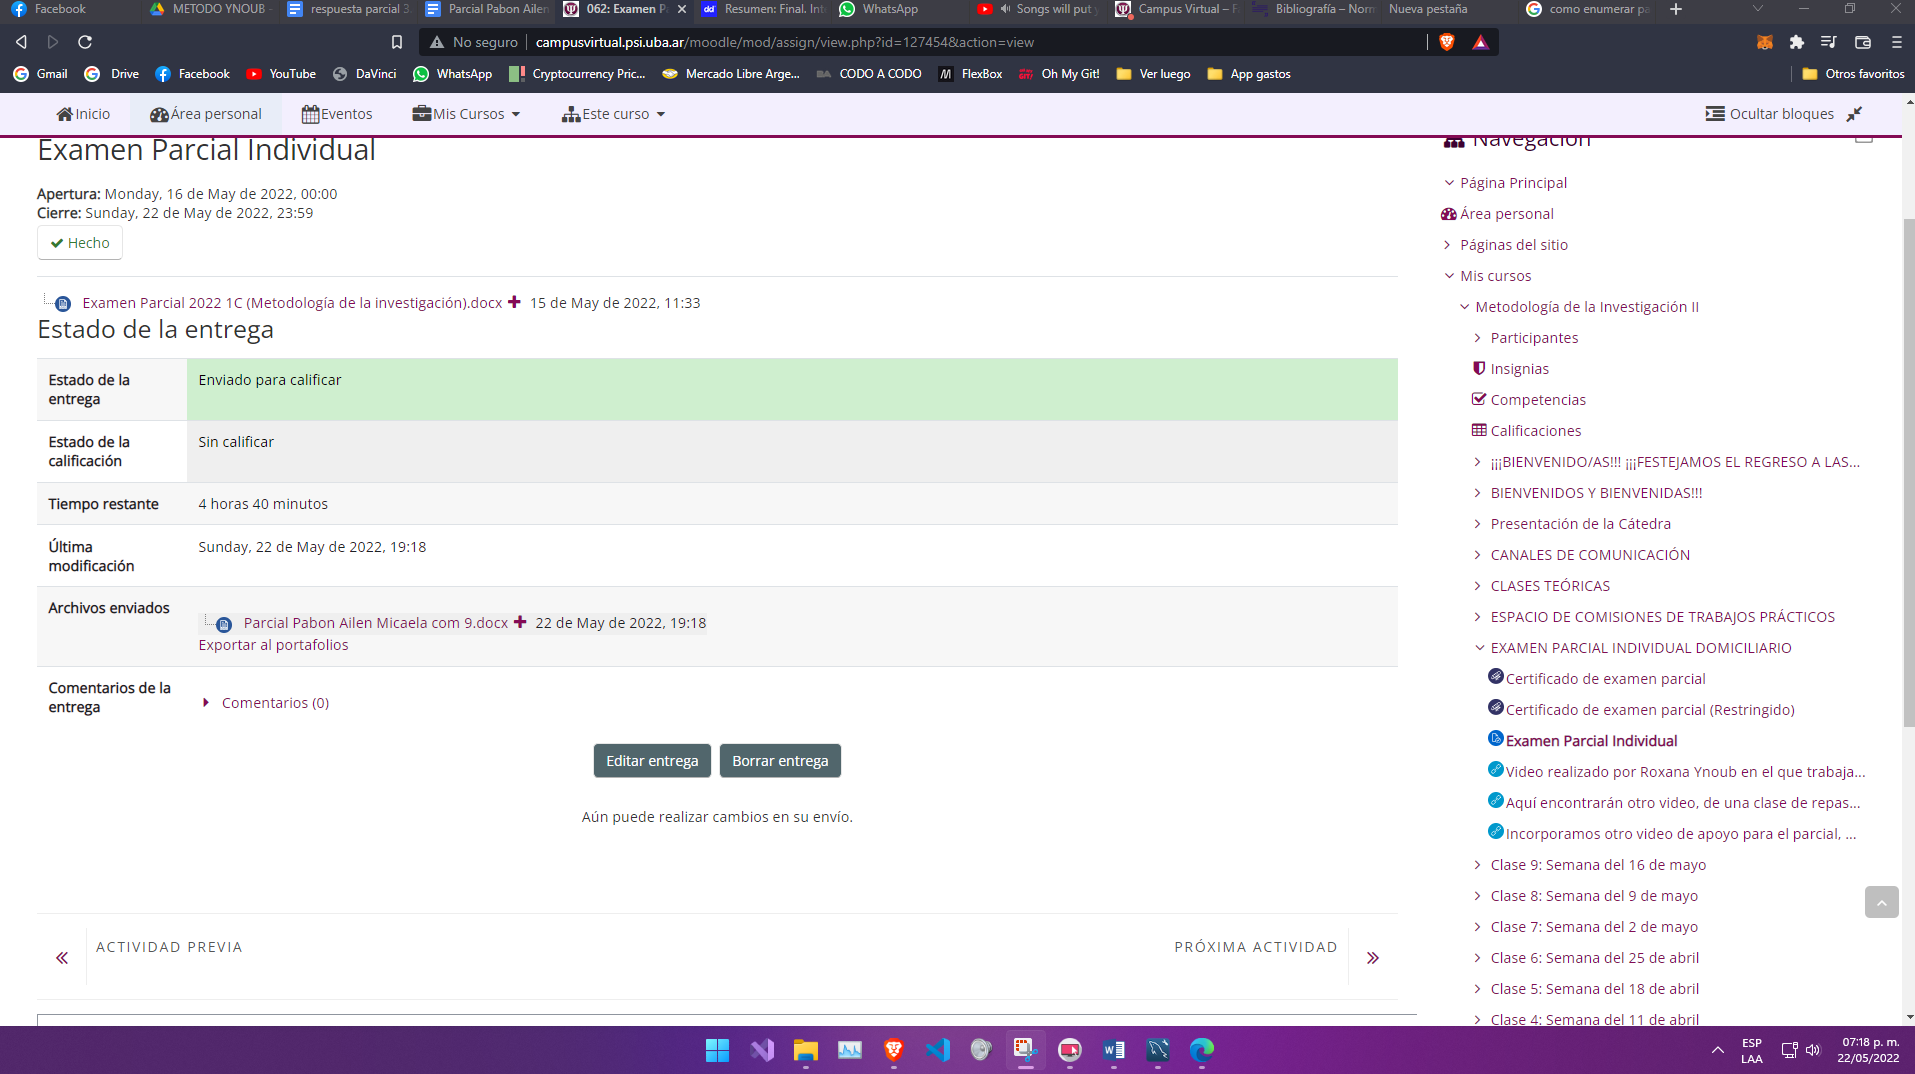 Facebook
METODO YNOUB -
respuesta parcial 3.
Parcial Pabon Ailen
062: Examen P
Resumen: Final. Int
WhatsApp
Songs will put y
Campus Virtual – F
Bibliografía – Norm
Nueva pestaña
como enumerar pa
No seguro
campusvirtual.psi.uba.ar/moodle/mod/assign/view.php?id=127454&action=view
Gmail
Drive
Facebook
YouTube
DaVinci
WhatsApp
Cryptocurrency Pric...
Mercado Libre Arge...
CODO A CODO
FlexBox
Oh My Git!
Ver luego
App gastos
Otros favoritos
Inicio
Área personal
Eventos
Mis Cursos
Este curso
Ocultar bloques
Examen Parcial Individual
Apertura: Monday, 16 de May de 2022, 00:00
Cierre: Sunday, 22 de May de 2022, 23:59
Hecho
Examen Parcial 2022 1C (Metodología de la investigación).docx 15 de May de 2022, 11:33
Estado de la entrega
Estado de la
entrega
Enviado para calificar
Estado de la
calificación
Sin calificar
Tiempo restante
4 horas 40 minutos
Última
modificación
Sunday, 22 de May de 2022, 19:18
Archivos enviados
Parcial Pabon Ailen Micaela com 9.docx 22 de May de 2022, 19:18
Exportar al portafolios
Comentarios de la
entrega
Comentarios (0)
Editar entrega
Borrar entrega
Aún puede realizar cambios en su envío.
ACTIVIDAD PREVIA
PRÓXIMA ACTIVIDAD
Navegación
Página Principal
Área personal
Páginas del sitio
Mis cursos
Metodología de la Investigación II
Participantes
Insignias
Competencias
Calificaciones
¡¡¡BIENVENIDO/AS!!! ¡¡¡FESTEJAMOS EL REGRESO A LAS...
BIENVENIDOS Y BIENVENIDAS!!!
Presentación de la Cátedra
CANALES DE COMUNICACIÓN
CLASES TEÓRICAS
ESPACIO DE COMISIONES DE TRABAJOS PRÁCTICOS
EXAMEN PARCIAL INDIVIDUAL DOMICILIARIO
Certificado de examen parcial
Certificado de examen parcial (Restringido)
Examen Parcial Individual
Video realizado por Roxana Ynoub en el que trabaja...
Aquí encontrarán otro video, de una clase de repas...
Incorporamos otro video de apoyo para el parcial, ...
Clase 9: Semana del 16 de mayo
Clase 8: Semana del 9 de mayo
Clase 7: Semana del 2 de mayo
Clase 6: Semana del 25 de abril
Clase 5: Semana del 18 de abril
Clase 4: Semana del 11 de abril
ESP
LAA
07:18 p. m.
22/05/2022